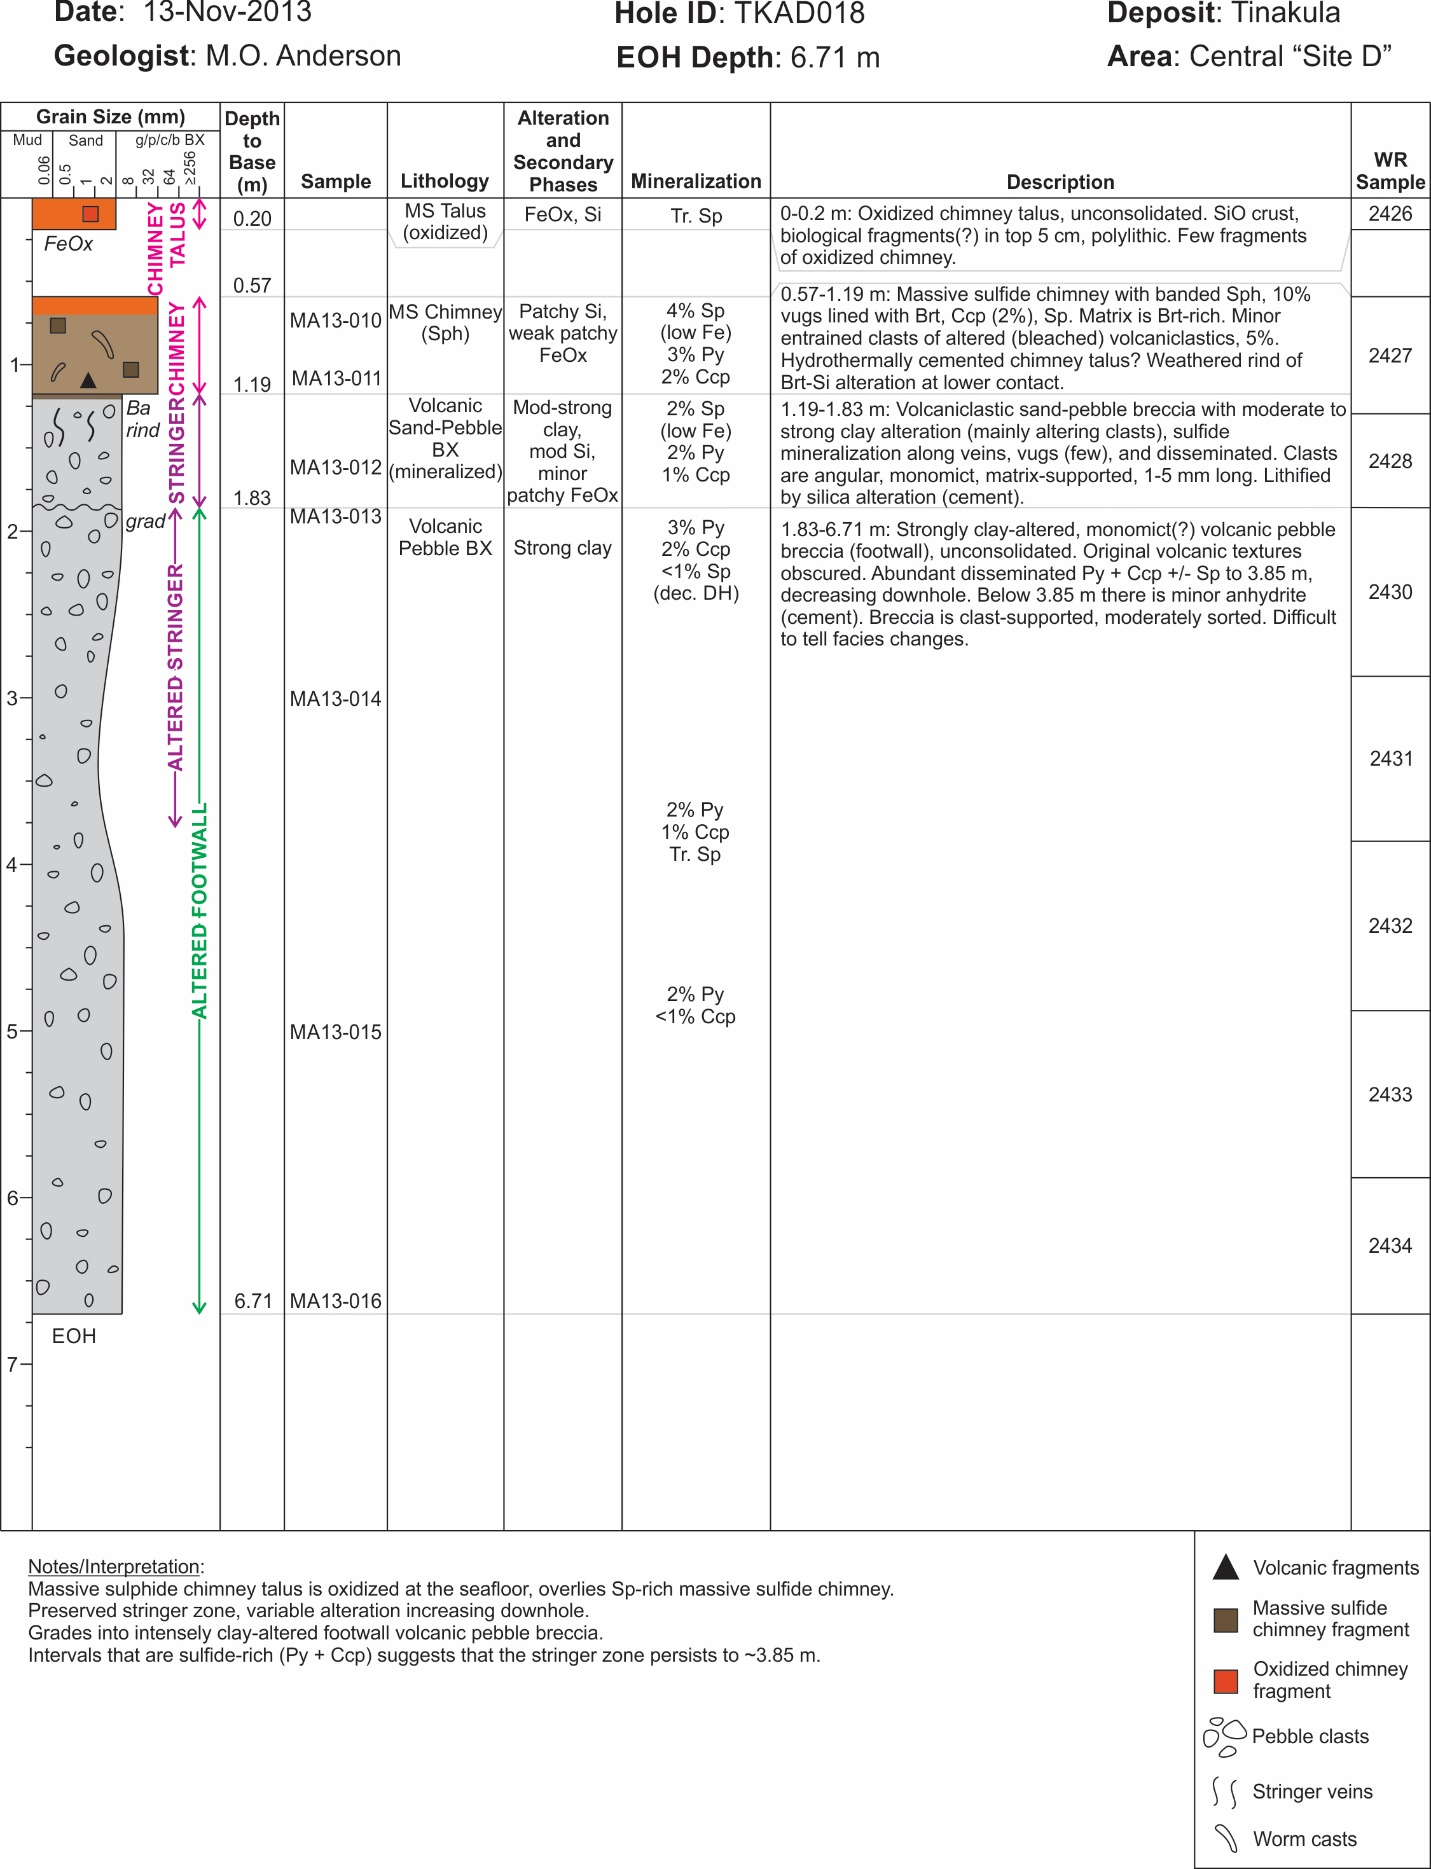 Date: 13-Nov-2013
Hole ID: TKAD018
Deposit: Tinakula
Geologist: M.O. Anderson
EOH Depth: 6.71 m
Area: Central “Site D”
Grain Size (mm)
Mud
Sand
g/p/c/b BX
0.06
0.5
1
2
8
32
64
≥256
Depth
to
Base
(m)
Sample
Lithology
Alteration
and
Secondary
Phases
Mineralization
Description
WR
Sample
FeOx
CHIMNEY
TALUS
0.20
MS Talus
(oxidized)
FeOx, Si
Tr. Sp
0-0.2 m: Oxidized chimney talus, unconsolidated. SiO crust,
biological fragments(?) in top 5 cm, polylithic. Few fragments
of oxidized chimney.
2426
0.57
CHIMNEY
1
1.19
MA13-010
MA13-011
MS Chimney
(Sph)
Patchy Si,
weak patchy
FeOx
4% Sp
(low Fe)
3% Py
2% Ccp
0.57-1.19 m: Massive sulfide chimney with banded Sph, 10%
vugs lined with Brt, Ccp (2%), Sp. Matrix is Brt-rich. Minor
entrained clasts of altered (bleached) volcaniclastics, 5%.
Hydrothermally cemented chimney talus? Weathered rind of
Brt-Si alteration at lower contact.
2427
Ba
rind
STRINGER
1.83
MA13-012
Volcanic
Sand-Pebble
BX
(mineralized)
Mod-strong
clay,
mod Si,
minor
patchy FeOx
2% Sp
(low Fe)
2% Py
1% Ccp
1.19-1.83 m: Volcaniclastic sand-pebble breccia with moderate to
strong clay alteration (mainly altering clasts), sulfide
mineralization along veins, vugs (few), and disseminated. Clasts
are angular, monomict, matrix-supported, 1-5 mm long. Lithified
by silica alteration (cement).
2428
grad
2
ALTERED STRINGER
ALTERED FOOTWALL
MA13-013
Volcanic
Pebble BX
Strong clay
3% Py
2% Ccp
<1% Sp
(dec. DH)
1.83-6.71 m: Strongly clay-altered, monomict(?) volcanic pebble
breccia (footwall), unconsolidated. Original volcanic textures
obscured. Abundant disseminated Py + Ccp +/- Sp to 3.85 m,
decreasing downhole. Below 3.85 m there is minor anhydrite
(cement). Breccia is clast-supported, moderately sorted. Difficult
to tell facies changes.
2430
3
MA13-014
2431
2% Py
1% Ccp
Tr. Sp
4
2432
2% Py
<1% Ccp
5
MA13-015
2433
6
2434
6.71
MA13-016
EOH
7
Notes/Interpretation:
Massive sulphide chimney talus is oxidized at the seafloor, overlies Sp-rich massive sulfide chimney.
Preserved stringer zone, variable alteration increasing downhole.
Grades into intensely clay-altered footwall volcanic pebble breccia.
Intervals that are sulfide-rich (Py + Ccp) suggests that the stringer zone persists to ~3.85 m.
Volcanic fragments
Massive sulfide
chimney fragment
Oxidized chimney
fragment
Pebble clasts
Stringer veins
Worm casts